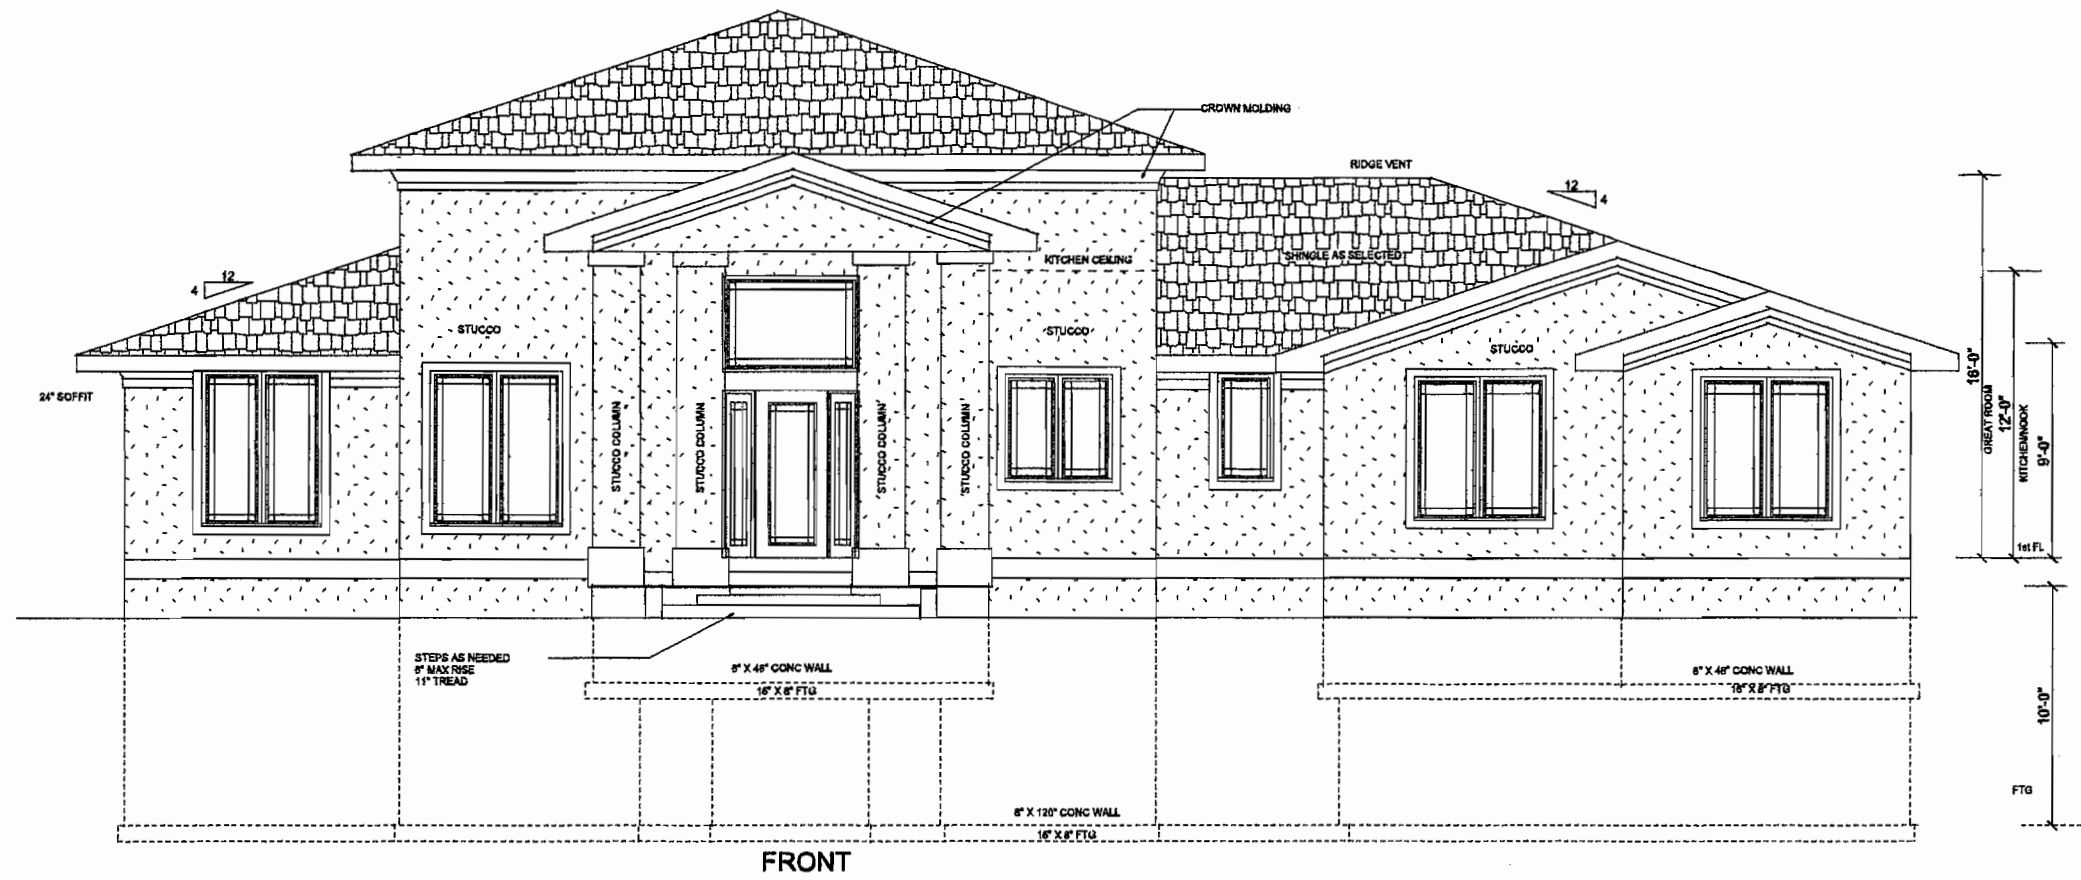 CROWN MOLDING
RIDGE VENT
12
4
12
4
KITCHEN CEILING
SHINGLE AS SELECTED
STUCCO
STUCCO
STUCCO
24" SOFFIT
STUCCO COLUMN
STUCCO COLUMN
STUCCO COLUMN
STUCCO COLUMN
16'-0"
GREAT ROOM
12'-0"
KITCHEN/NOOK
9'-0"
1st FL
STEPS AS NEEDED
MAX RISE
11" TREAD
8" X 48" CONC WALL
16" X 8" FTG
8" X 48" CONC WALL
16" X 8" FTG
10'-0"
FTG
8" X 120" CONC WALL
16" X 8" FTG
FRONT